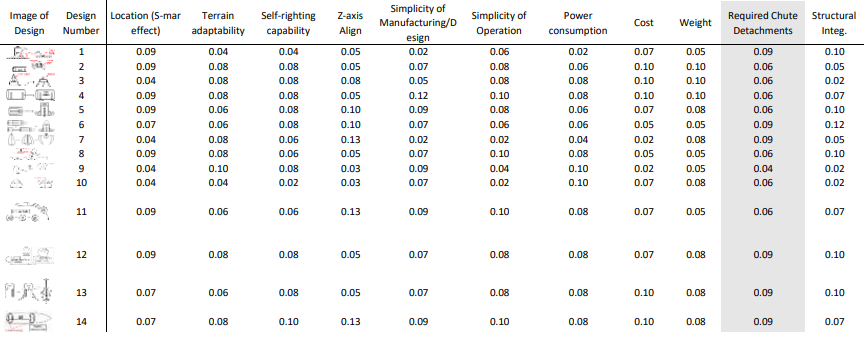 Image of Design Design Number Location (S-mar effect) Terrain adaptability Self-righting capability Z-axis Align Simplicity of Manufacturing/D esign Simplicity of Operation Power consumption Cost Weight Required Chute Detachments Structural Integ.
1 0.09 0.04 0.04 0.05 0.02 0.06 0.02 0.07 0.05 0.09 0.10
2 0.09 0.08 0.08 0.05 0.07 0.08 0.06 0.10 0.10 0.06 0.05
3 0.04 0.08 0.08 0.05 0.08 0.08 0.08 0.10 0.10 0.06 0.02
4 0.09 0.08 0.08 0.05 0.12 0.10 0.08 0.10 0.10 0.06 0.07
5 0.09 0.06 0.08 0.10 0.09 0.08 0.06 0.07 0.08 0.06 0.10
6 0.07 0.06 0.08 0.10 0.07 0.06 0.06 0.05 0.05 0.09 0.12
7 0.04 0.08 0.06 0.13 0.02 0.02 0.04 0.02 0.08 0.09 0.05
8 0.09 0.08 0.06 0.05 0.07 0.10 0.08 0.05 0.05 0.06 0.10
9 0.04 0.10 0.08 0.03 0.09 0.04 0.10 0.02 0.05 0.04 0.02
10 0.04 0.04 0.02 0.03 0.07 0.02 0.10 0.07 0.08 0.06 0.02
11 0.09 0.06 0.06 0.13 0.09 0.10 0.08 0.07 0.05 0.06 0.07
12 0.09 0.08 0.08 0.05 0.07 0.08 0.08 0.07 0.08 0.09 0.10
13 0.07 0.06 0.08 0.05 0.07 0.08 0.08 0.10 0.08 0.09 0.10
14 0.07 0.08 0.10 0.13 0.09 0.10 0.08 0.10 0.08 0.09 0.07